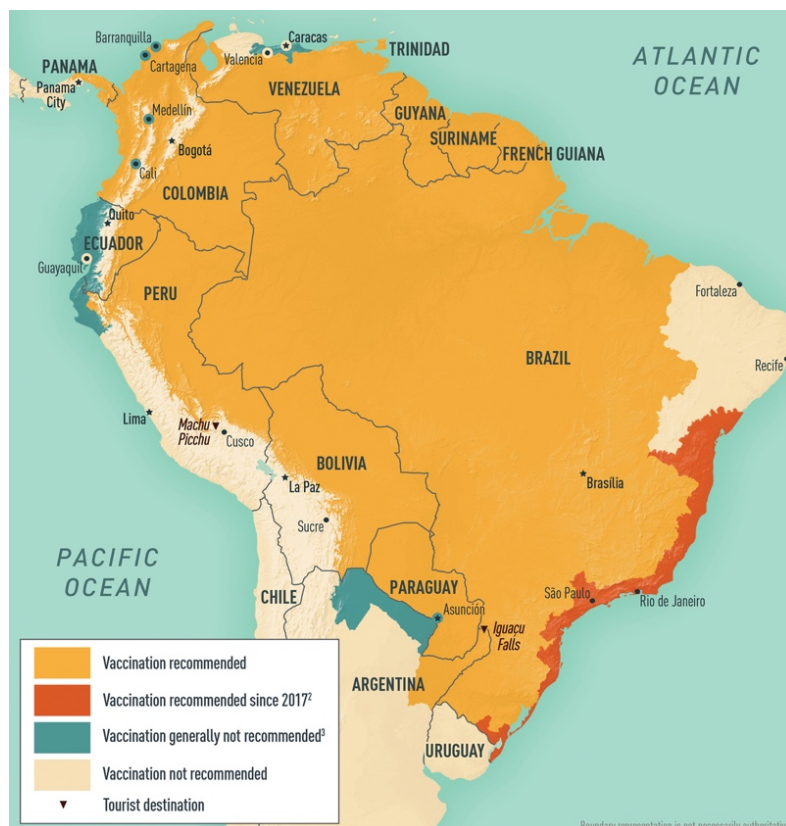 Barranquilla
Caracas
ATLANTIC
OCEAN
PANAMA
Cartagena
Valencia
TRINIDAD
Panama
City
VENEZUELA
Medellín
GUYANA
SURINAME
Bogotá
FRENCH GUIANA
Cali
COLOMBIA
Quito
ECUADOR
Guayaquil
PERU
Fortaleza
BRAZIL
Recife
Lima
Machu
Picchu
Cusco
BOLIVIA
La Paz
Brasília
Sucre
PACIFIC
OCEAN
CHILE
PARAGUAY
São Paulo
Rio de Janeiro
Asunción
Iguaçu
Falls
ARGENTINA
URUGUAY
Vaccination recommended
Vaccination recommended since 2017²
Vaccination generally not recommended³
Vaccination not recommended
Tourist destination